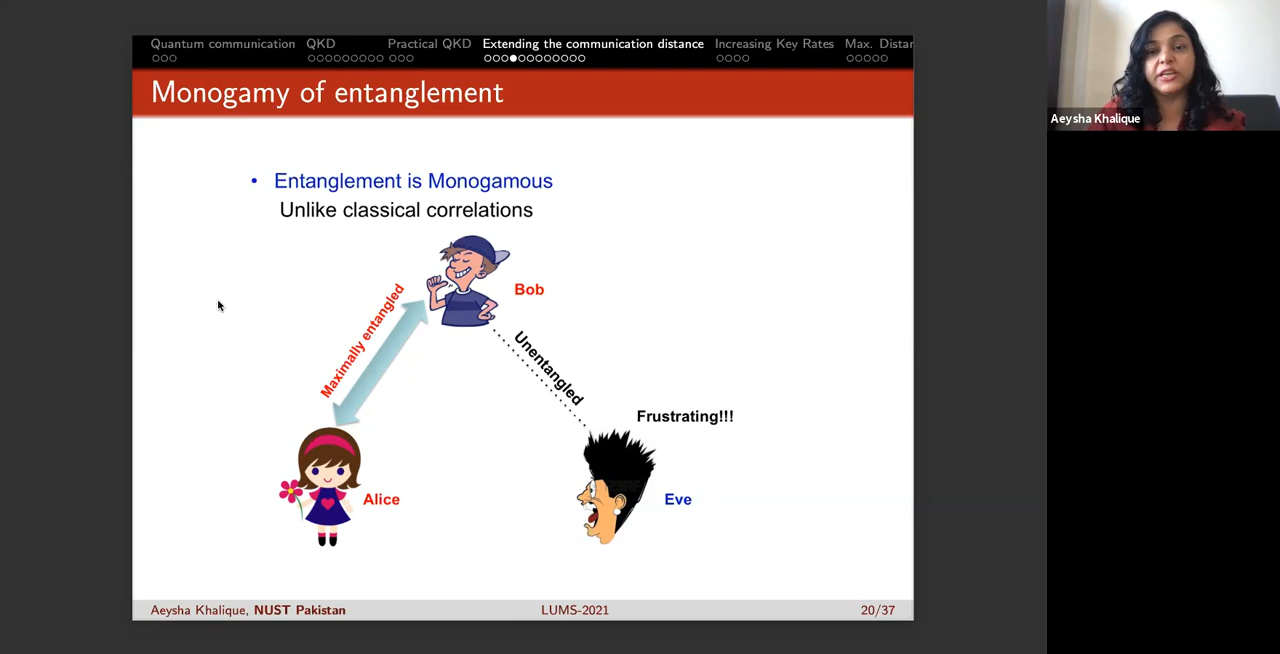 Quantum communication QKD Practical QKD Extending the communication distance Increasing Key Rates Max. Distan
Monogamy of entanglement
Aeysha Khalique
• Entanglement is Monogamous
Unlike classical correlations
Bob
Maximally entangled
Unentangled
Frustrating!!!
Alice
Eve
Aeysha Khalique, NUST Pakistan LUMS-2021 20/37